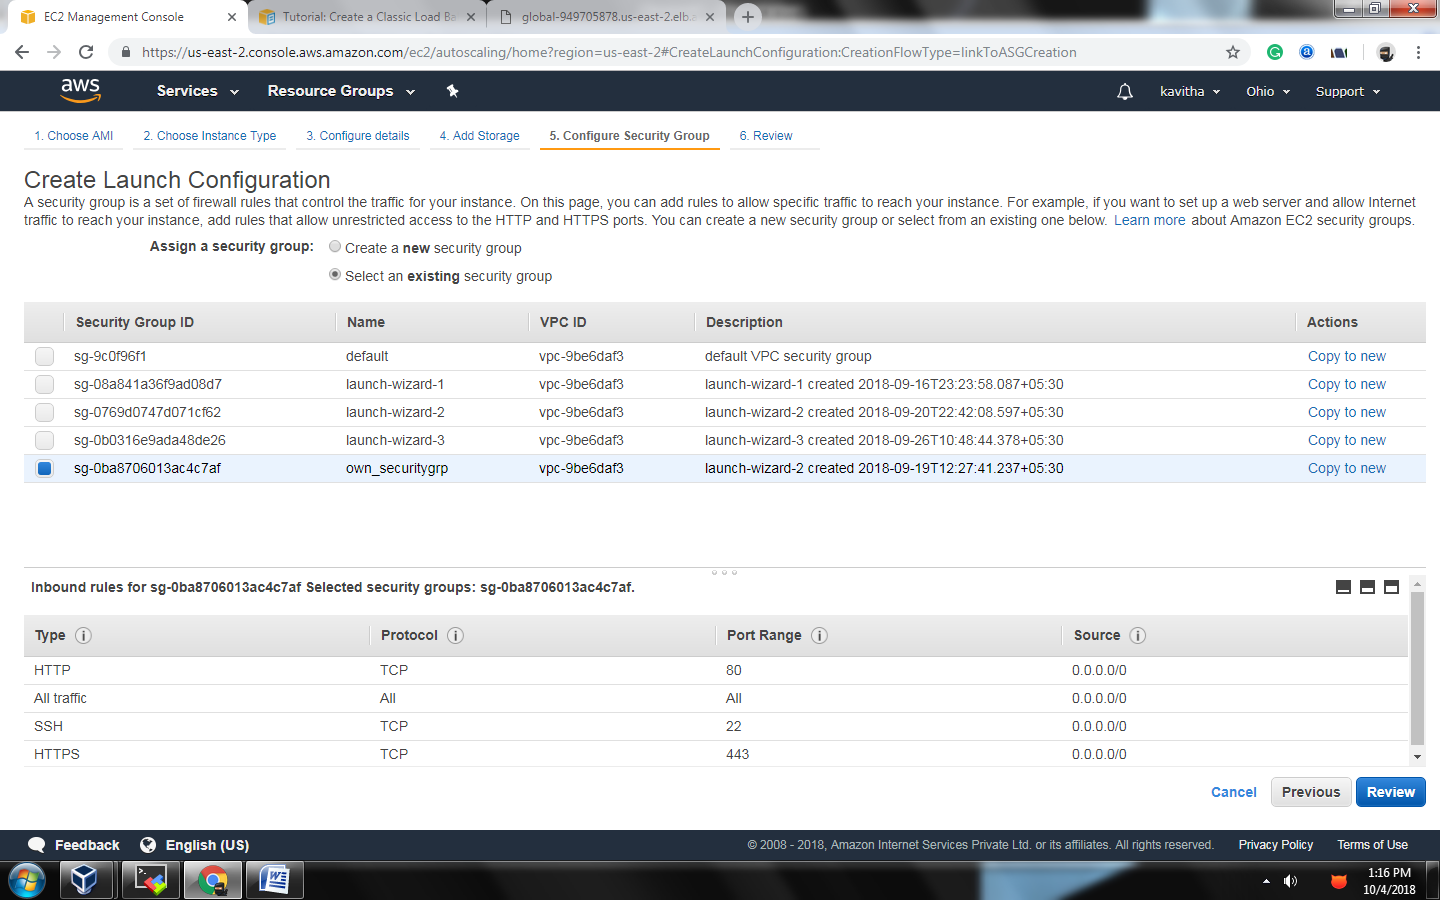 EC2 Management Console
Tutorial: Create a Classic Load Ba
global-949705878.us-east-2.elb.a
https://us-east-2.console.aws.amazon.com/ec2/autoscaling/home?region=us-east-2#CreateLaunchConfiguration:CreationFlowType=linkToASGCreation
aws Services Resource Groups kavitha Ohio Support
1. Choose AMI 2. Choose Instance Type 3. Configure details 4. Add Storage 5. Configure Security Group 6. Review
Create Launch Configuration
A security group is a set of firewall rules that control the traffic for your instance. On this page, you can add rules to allow specific traffic to reach your instance. For example, if you want to set up a web server and allow Internet
traffic to reach your instance, add rules that allow unrestricted access to the HTTP and HTTPS ports. You can create a new security group or select from an existing one below. Learn more about Amazon EC2 security groups.
Assign a security group: Create a new security group
Select an existing security group
Security Group ID Name VPC ID Description Actions
sg-9c0f96f1 default vpc-9be6daf3 default VPC security group Copy to new
sg-08a841a36f9ad08d7 launch-wizard-1 vpc-9be6daf3 launch-wizard-1 created 2018-09-16T23:23:58.087+05:30 Copy to new
sg-0769d0747d071cf62 launch-wizard-2 vpc-9be6daf3 launch-wizard-2 created 2018-09-20T22:42:08.597+05:30 Copy to new
sg-0b0316e9ada48de26 launch-wizard-3 vpc-9be6daf3 launch-wizard-3 created 2018-09-26T10:48:44.378+05:30 Copy to new
sg-0ba8706013ac4c7af own_securitygrp vpc-9be6daf3 launch-wizard-2 created 2018-09-19T12:27:41.237+05:30 Copy to new
Inbound rules for sg-0ba8706013ac4c7af Selected security groups: sg-0ba8706013ac4c7af.
Type Protocol Port Range Source
HTTP TCP 80 0.0.0.0/0
All traffic All All 0.0.0.0/0
SSH TCP 22 0.0.0.0/0
HTTPS TCP 443 0.0.0.0/0
Cancel Previous Review
Feedback English (US) © 2008 - 2018, Amazon Internet Services Private Ltd. or its affiliates. All rights reserved. Privacy Policy Terms of Use
1:16 PM
10/4/2018